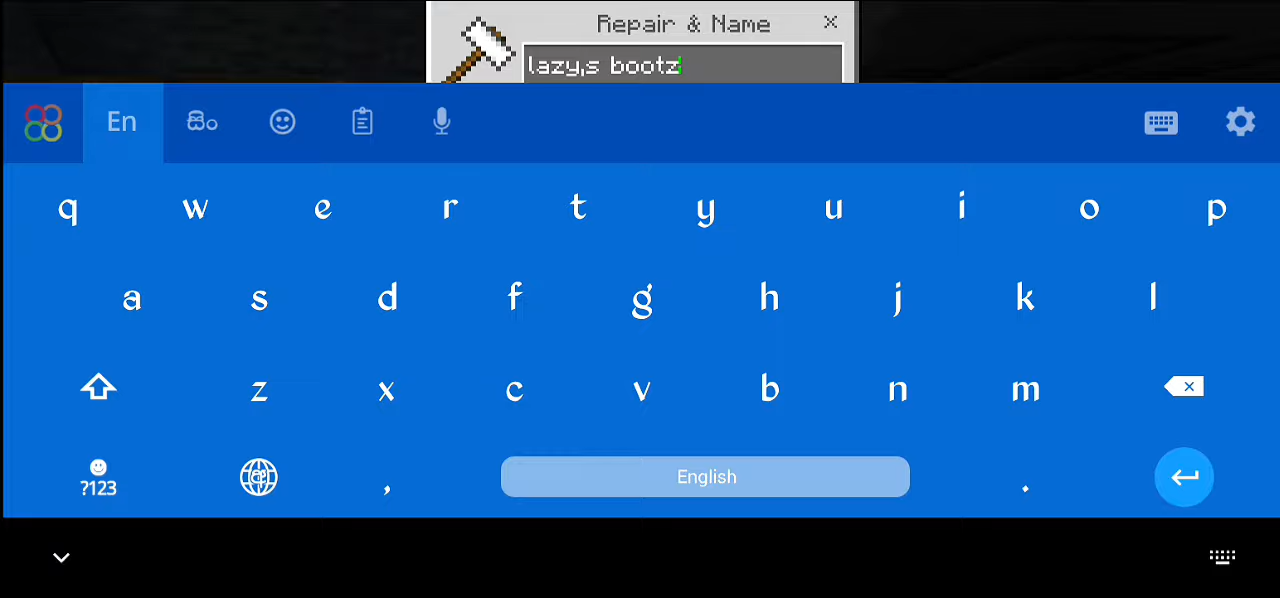 Repair & Name
lazy,s bootz
En
q w e r t y u i o p
a s d f g h j k l
z x c v b n m
?123 , English .